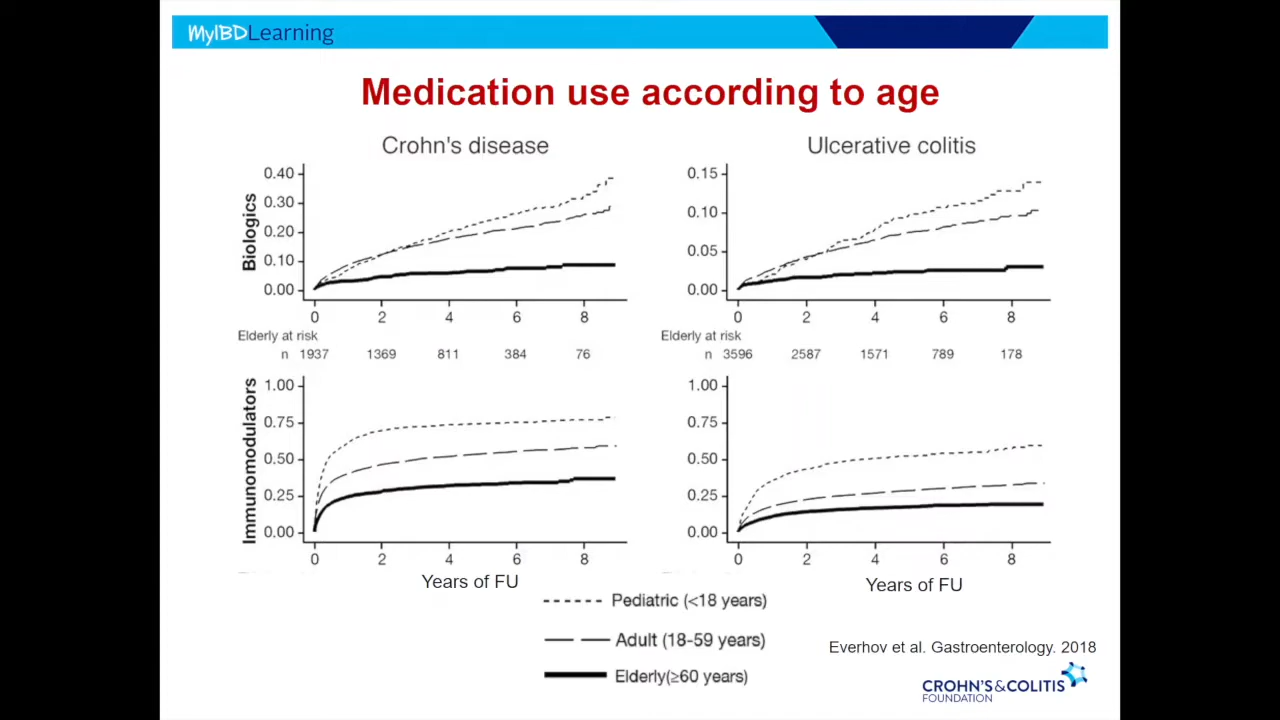 MyIBDLearning
Medication use according to age
Crohn's disease
Ulcerative colitis
Biologics
0.40
0.30
0.20
0.10
0.00
0 2 4 6 8
Elderly at risk
n 1937 1369 811 384 76
0.15
0.10
0.05
0.00
0 2 4 6 8
Elderly at risk
n 3596 2587 1571 789 178
Immunomodulators
1.00
0.75
0.50
0.25
0.00
0 2 4 6 8
Years of FU
1.00
0.75
0.50
0.25
0.00
0 2 4 6 8
Years of FU
Pediatric (<18 years)
Adult (18-59 years)
Elderly(≥60 years)
Everhov et al. Gastroenterology. 2018
CROHN'S&COLITIS
FOUNDATION